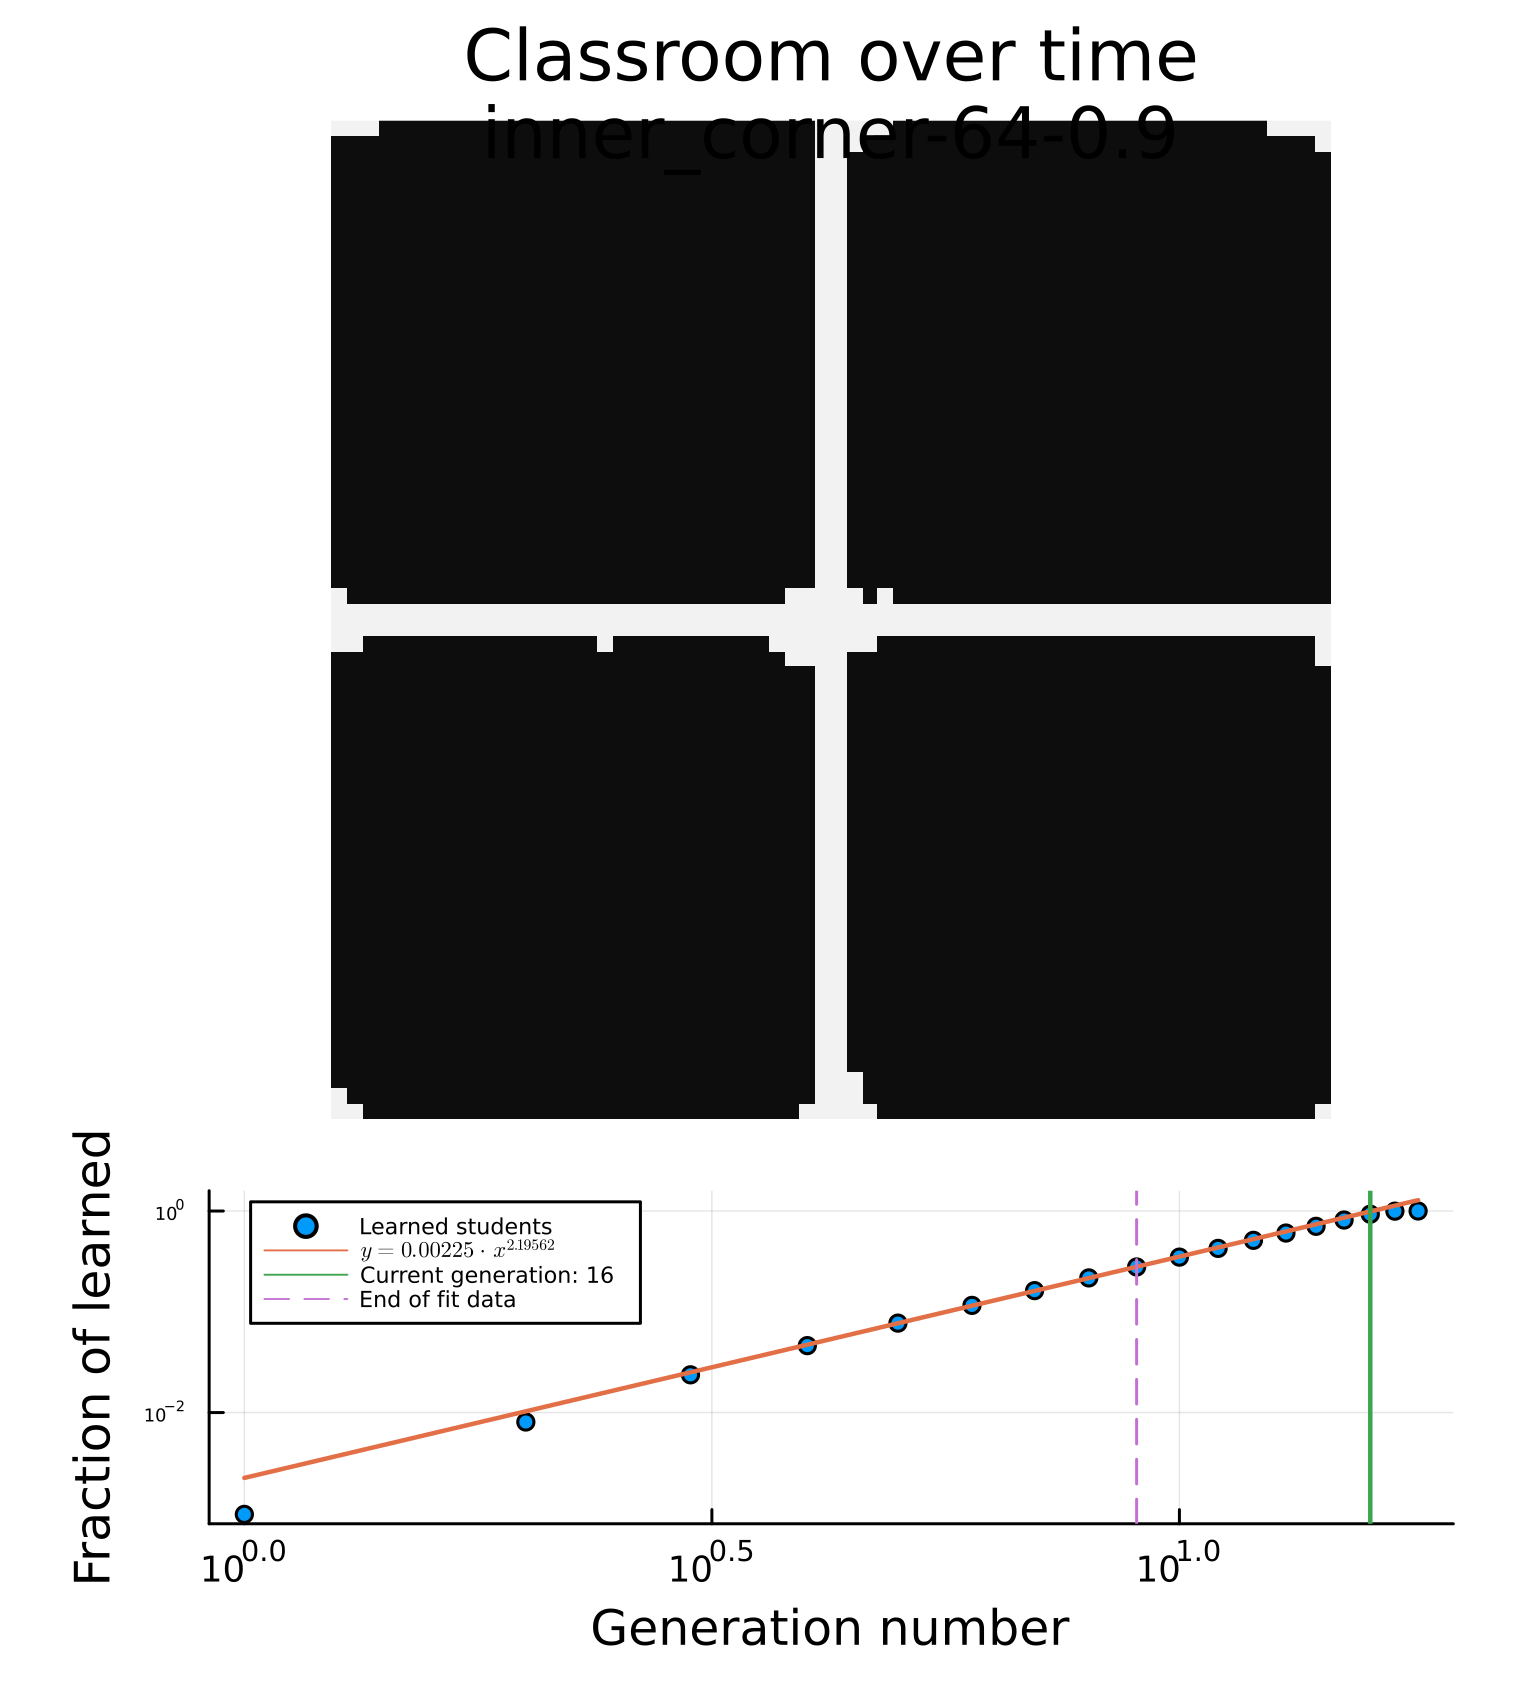 Classroom over time
inner_corner-64-0.9
Fraction of learned
10^0
10^−2
Learned students
y = 0.00225 · x^2.19562
Current generation: 16
End of fit data
10^0.0 10^0.5 10^1.0
Generation number